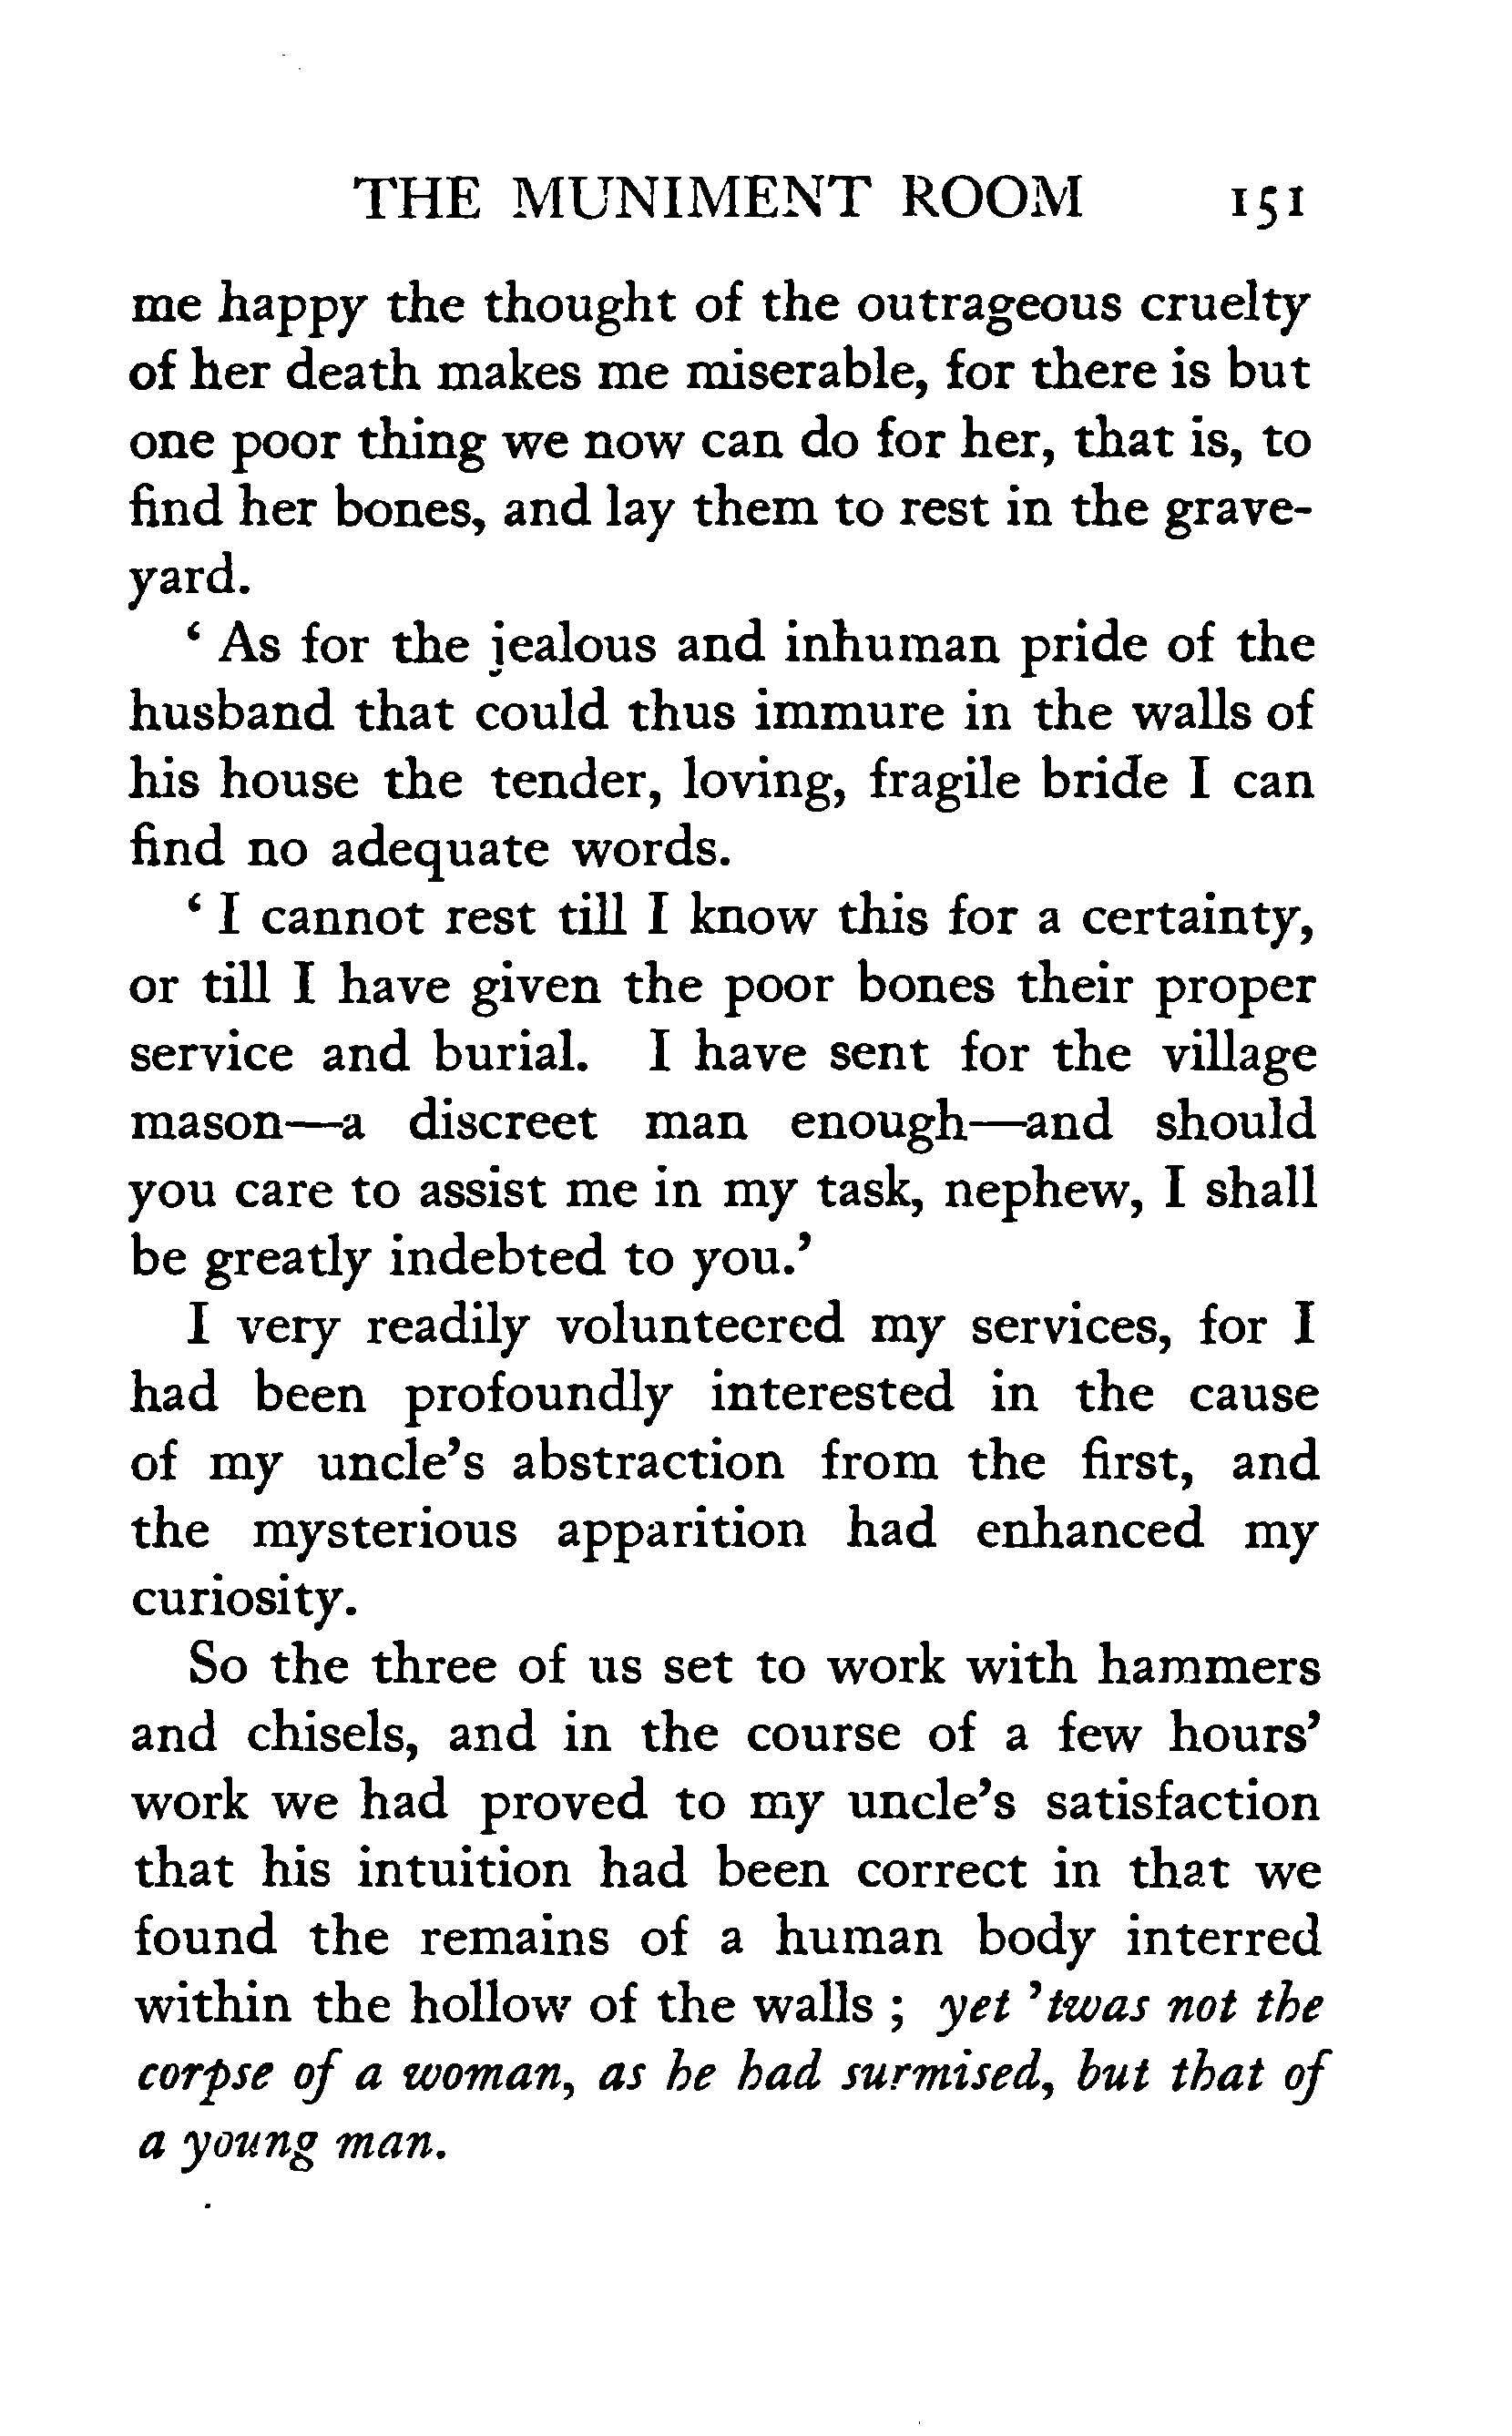 THE MUNIMENT ROOM 151
me happy the thought of the outrageous cruelty
of her death makes me miserable, for there is but
one poor thing we now can do for her, that is, to
find her bones, and lay them to rest in the grave-
yard.
‘ As for the jealous and inhuman pride of the
husband that could thus immure in the walls of
his house the tender, loving, fragile bride I can
find no adequate words.
‘ I cannot rest till I know this for a certainty,
or till I have given the poor bones their proper
service and burial. I have sent for the village
mason—a discreet man enough—and should
you care to assist me in my task, nephew, I shall
be greatly indebted to you.’
I very readily volunteered my services, for I
had been profoundly interested in the cause
of my uncle’s abstraction from the first, and
the mysterious apparition had enhanced my
curiosity.
So the three of us set to work with hammers
and chisels, and in the course of a few hours’
work we had proved to my uncle’s satisfaction
that his intuition had been correct in that we
found the remains of a human body interred
within the hollow of the walls ; yet ’twas not the
corpse of a woman, as he had surmised, but that of
a young man.